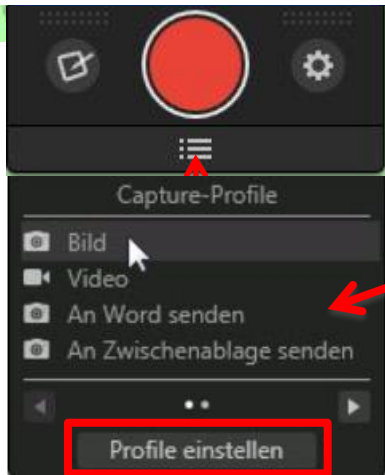 Capture-Profile
Bild
Video
An Word senden
An Zwischenablage senden
Profile einstellen